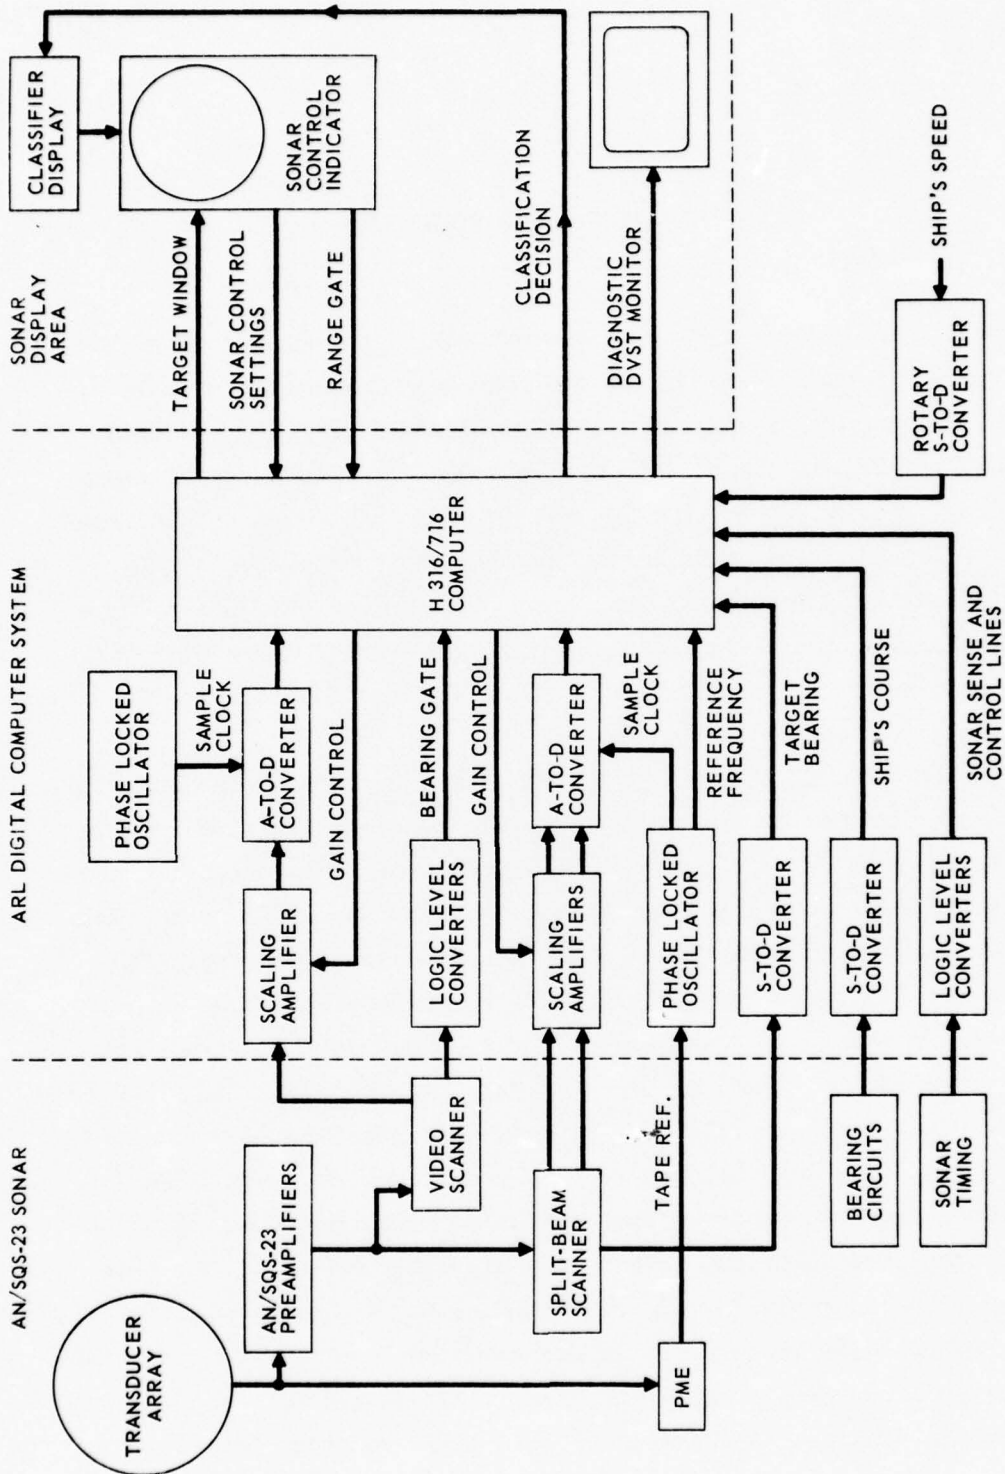 AN/SQS-23 SONAR
ARL DIGITAL COMPUTER SYSTEM
SONAR
DISPLAY
AREA
TRANSDUCER
ARRAY
AN/SQS-23
PREAMPLIFIERS
VIDEO
SCANNER
SPLIT-BEAM
SCANNER
PME
TAPE REF.
BEARING
CIRCUITS
SONAR
TIMING
PHASE LOCKED
OSCILLATOR
SAMPLE
CLOCK
SCALING
AMPLIFIER
A-TO-D
CONVERTER
GAIN CONTROL
LOGIC LEVEL
CONVERTERS
BEARING GATE
GAIN CONTROL
SCALING
AMPLIFIERS
A-TO-D
CONVERTER
SAMPLE
CLOCK
PHASE LOCKED
OSCILLATOR
REFERENCE
FREQUENCY
S-TO-D
CONVERTER
TARGET
BEARING
S-TO-D
CONVERTER
SHIP'S COURSE
LOGIC LEVEL
CONVERTERS
SONAR SENSE AND
CONTROL LINES
H 316/716
COMPUTER
TARGET WINDOW
SONAR CONTROL
SETTINGS
RANGE GATE
CLASSIFIER
DISPLAY
SONAR
CONTROL
INDICATOR
CLASSIFICATION
DECISION
DIAGNOSTIC
DVST MONITOR
ROTARY
S-TO-D
CONVERTER
SHIP'S SPEED